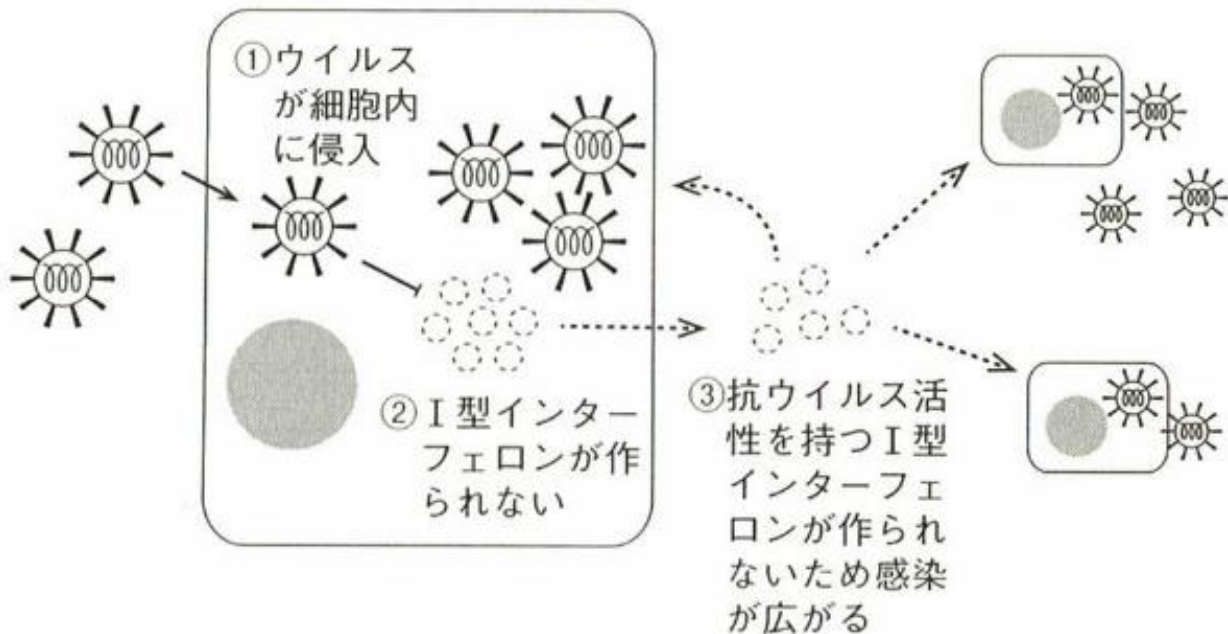 ①ウイルス
が細胞内
に侵入
②Ⅰ型インター
フェロンが作
られない
③抗ウイルス活
性を持つⅠ型
インターフェ
ロンが作られ
ないため感染
が広がる